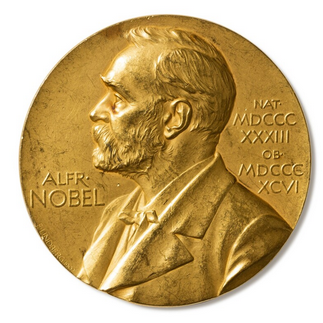 ALFR·
NOBEL
NAT·
MDCCC
XXXIII
OB·
MDCCC
XCVI